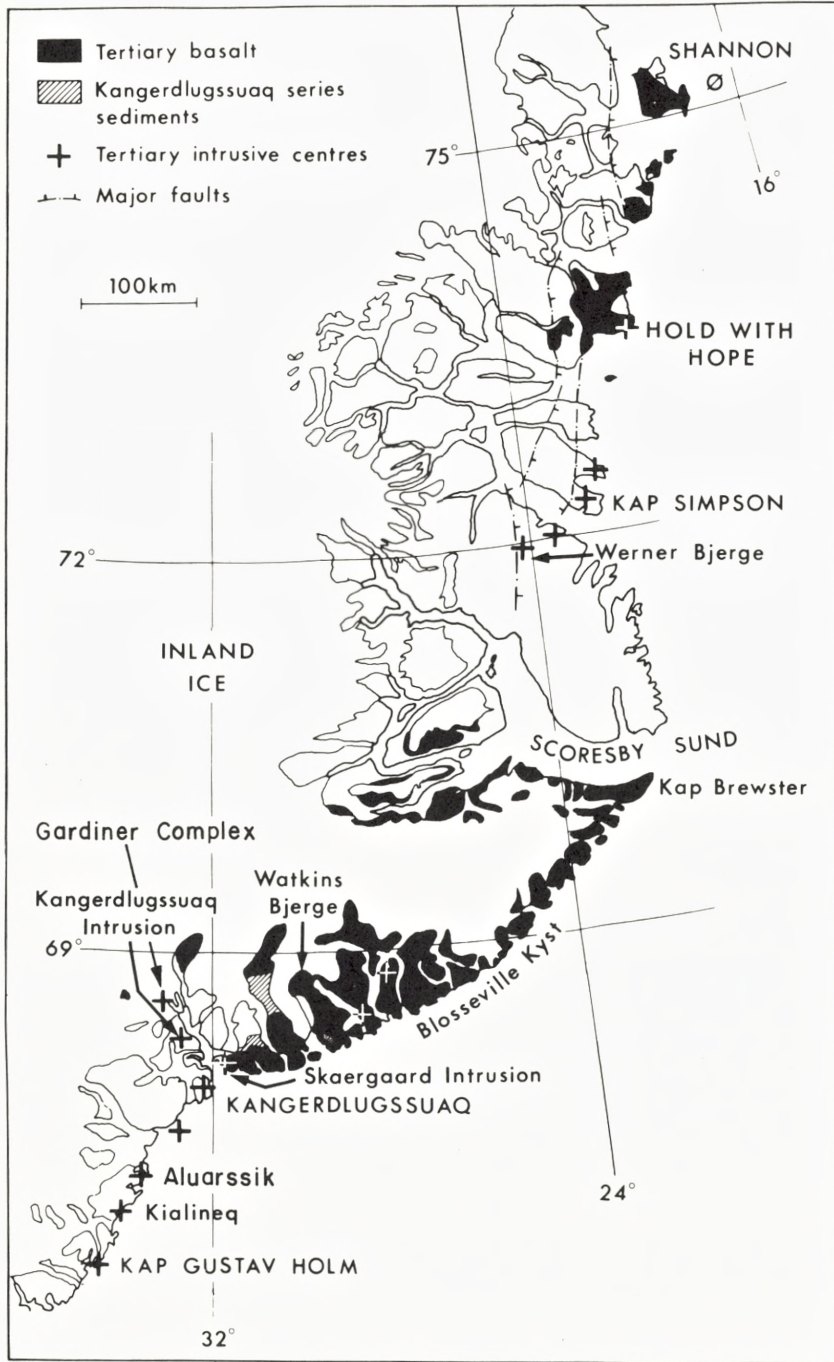 Tertiary basalt
Kangerdlugssuaq series
sediments
Tertiary intrusive centres
Major faults
100km
SHANNON
Ø
75°
16°
HOLD WITH
HOPE
KAP SIMPSON
72°
Werner Bjerge
INLAND
ICE
SCORESBY SUND
Kap Brewster
Gardiner Complex
Kangerdlugssuaq
Intrusion
Watkins
Bjerge
69°
Blosseville Kyst
Skaergaard Intrusion
KANGERDLUGSSUAQ
Aluarssik
24°
Kialineq
KAP GUSTAV HOLM
32°